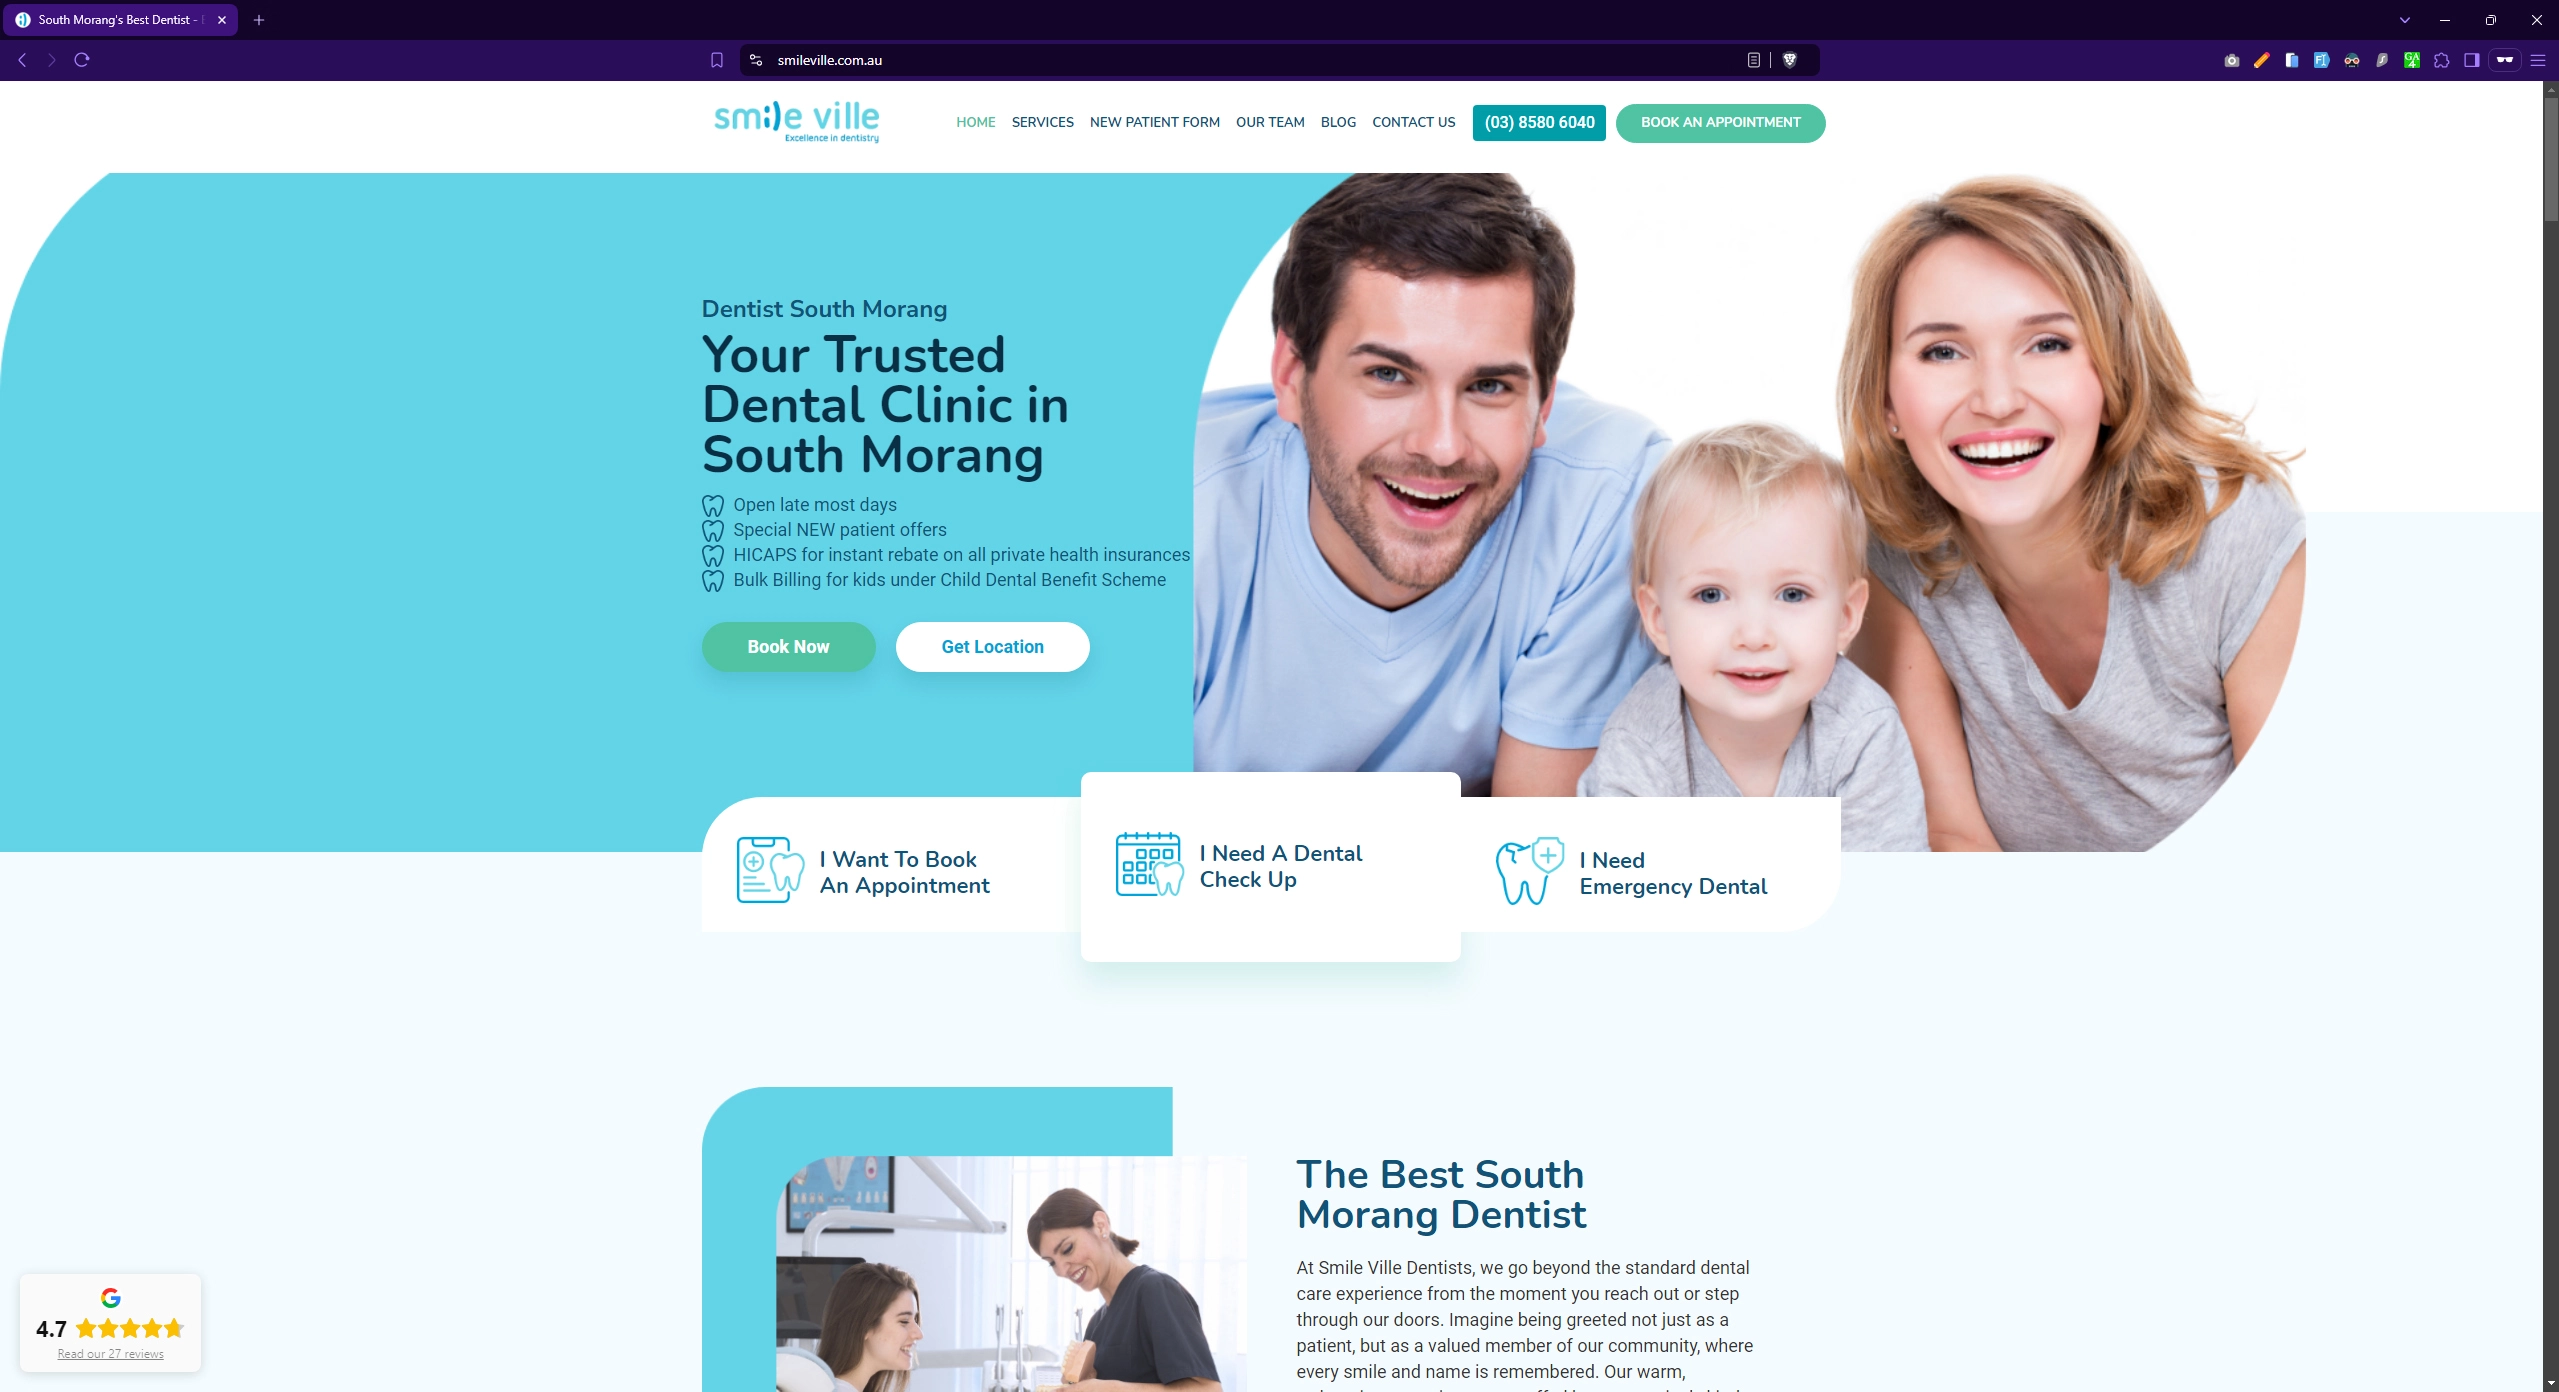 South Morang's Best Dentist -
smileville.com.au
smile ville
Excellence in dentistry
HOME SERVICES NEW PATIENT FORM OUR TEAM BLOG CONTACT US (03) 8580 6040 BOOK AN APPOINTMENT
Dentist South Morang
Your Trusted
Dental Clinic in
South Morang
Open late most days
Special NEW patient offers
HICAPS for instant rebate on all private health insurances
Bulk Billing for kids under Child Dental Benefit Scheme
Book Now Get Location
I Want To Book
An Appointment
I Need A Dental
Check Up
I Need
Emergency Dental
The Best South
Morang Dentist
At Smile Ville Dentists, we go beyond the standard dental
care experience from the moment you reach out or step
through our doors. Imagine being greeted not just as a
patient, but as a valued member of our community, where
every smile and name is remembered. Our warm,
4.7
Read our 27 reviews